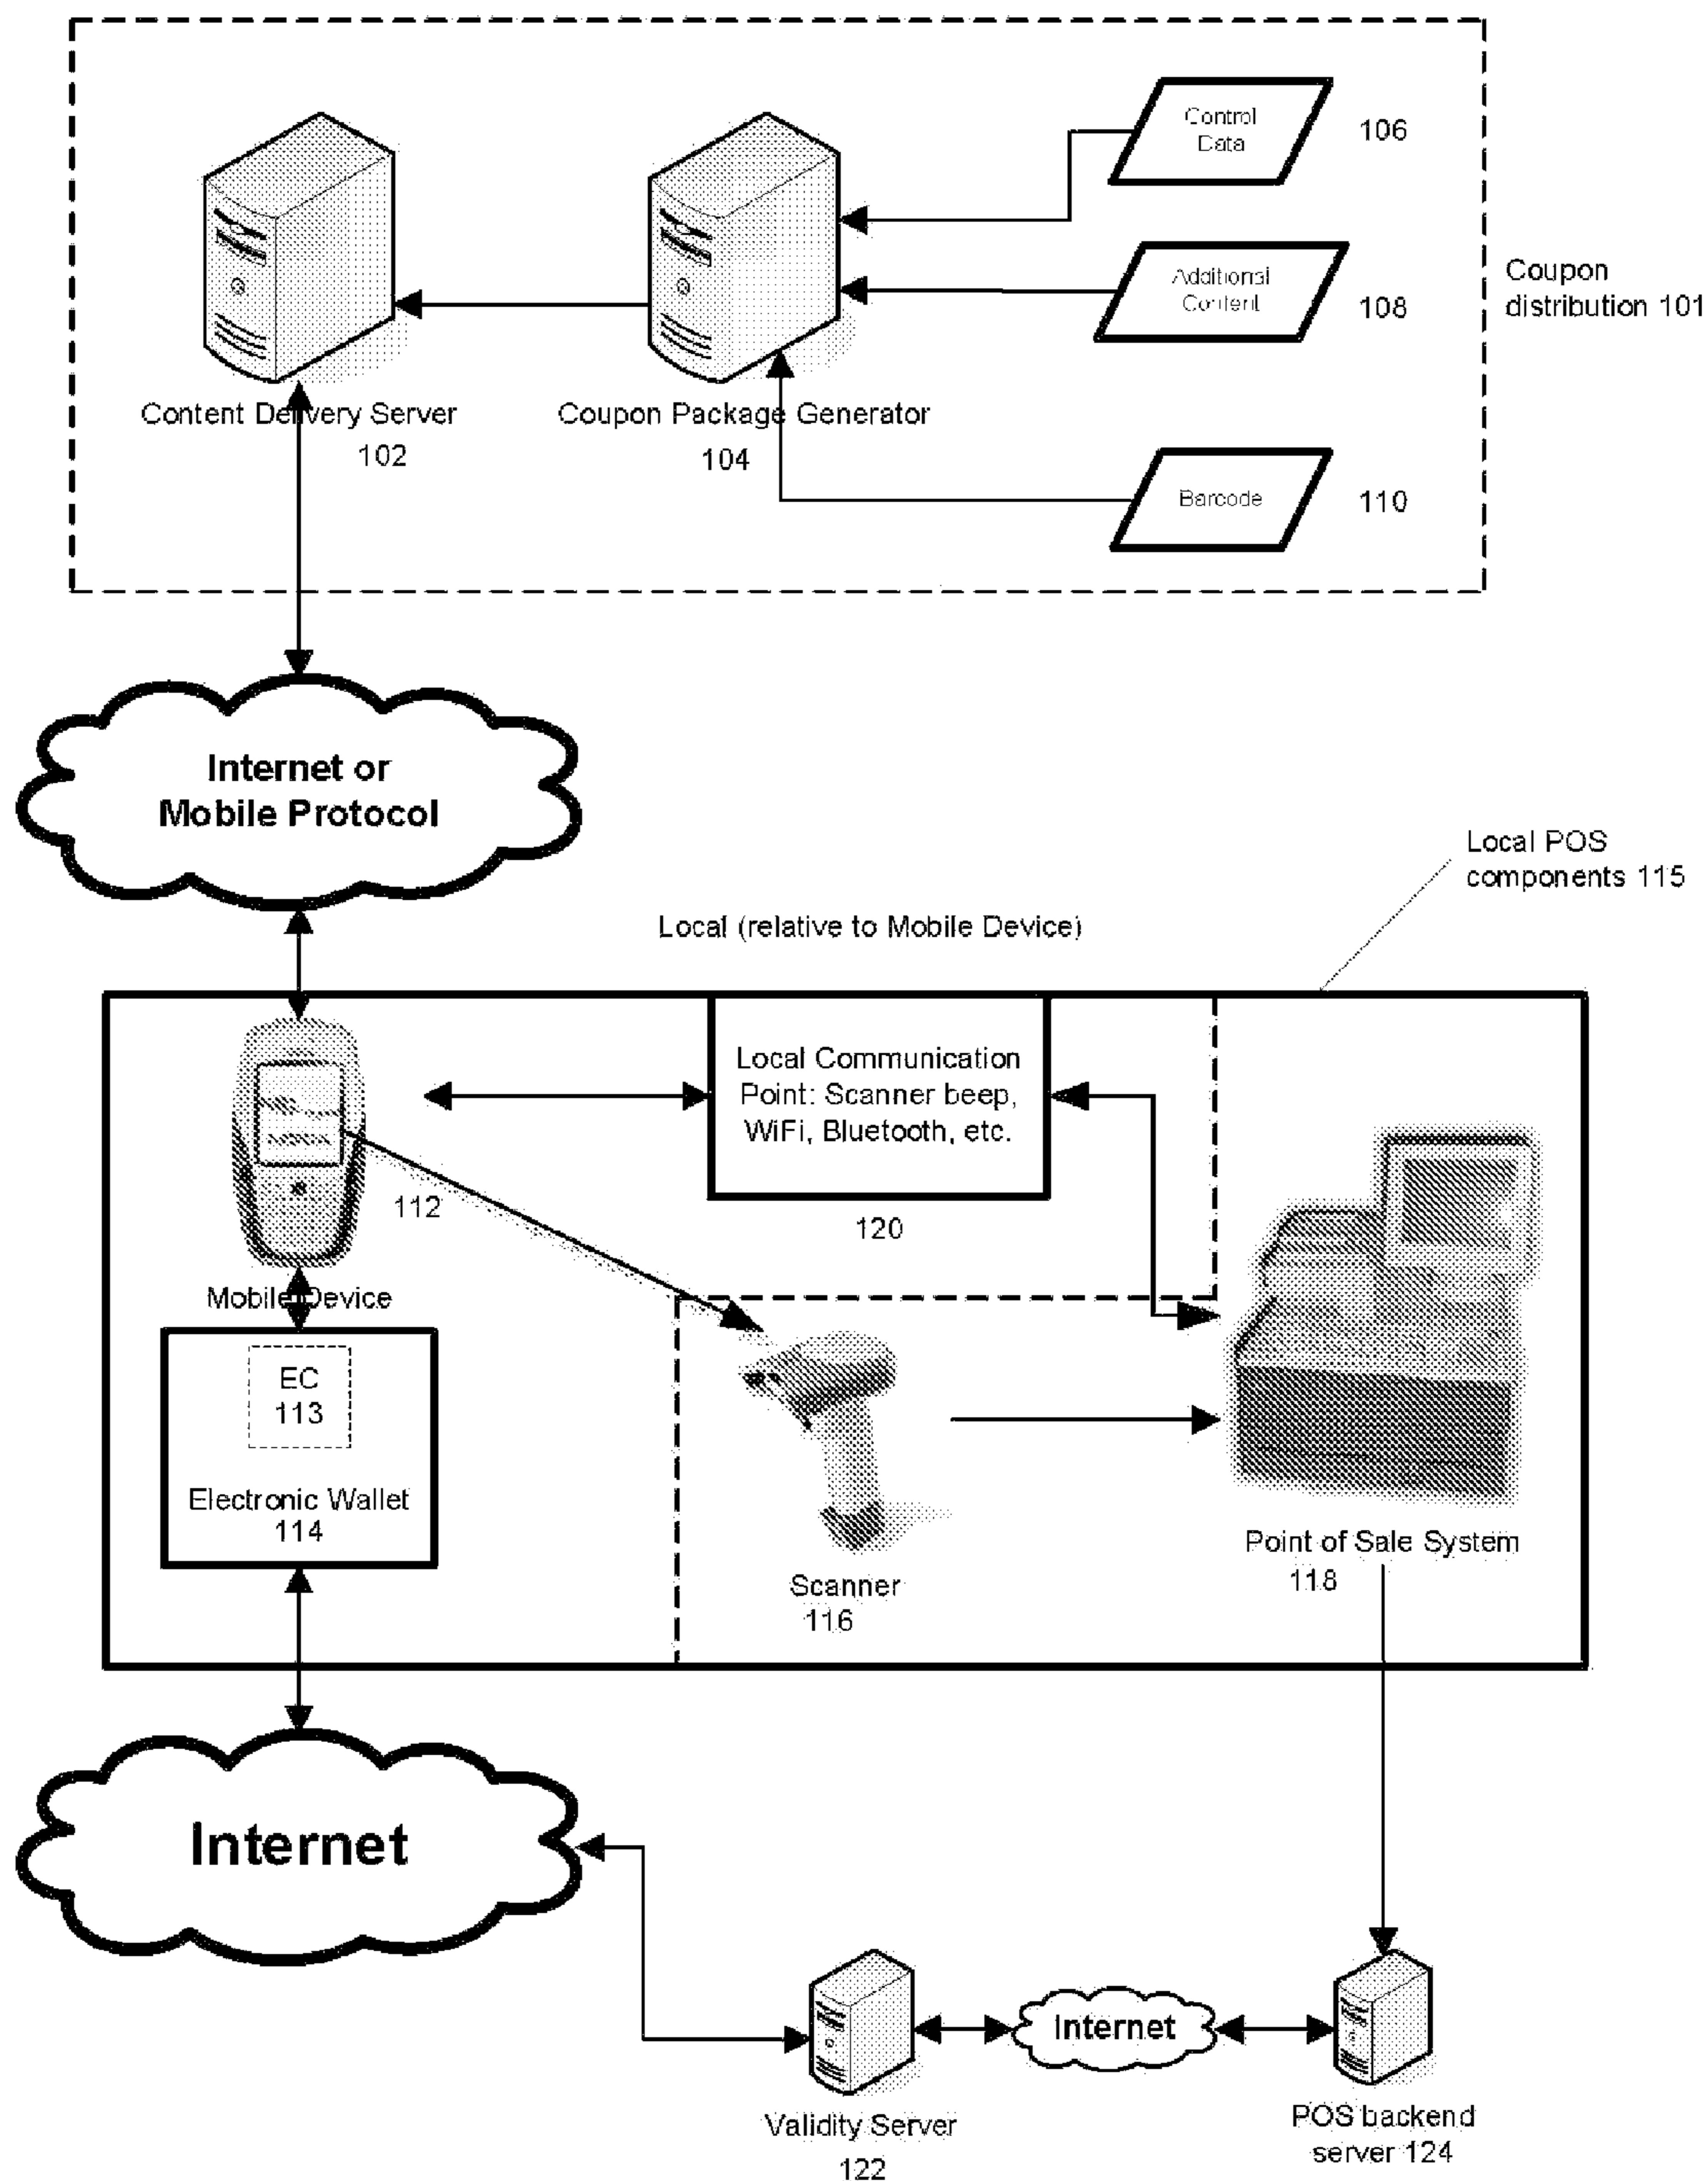 Control
Data
106
Additional
Content
108
Coupon
distribution 101
Content Delivery Server
102
Coupon Package Generator
104
Barcode
110
Internet or
Mobile Protocol
Local POS
components 115
Local (relative to Mobile Device)
Local Communication
Point: Scanner beep,
WiFi, Bluetooth, etc.
112
120
Mobile Device
EC
113
Electronic Wallet
114
Scanner
116
Point of Sale System
118
Internet
Internet
Validity Server
122
POS backend
server 124